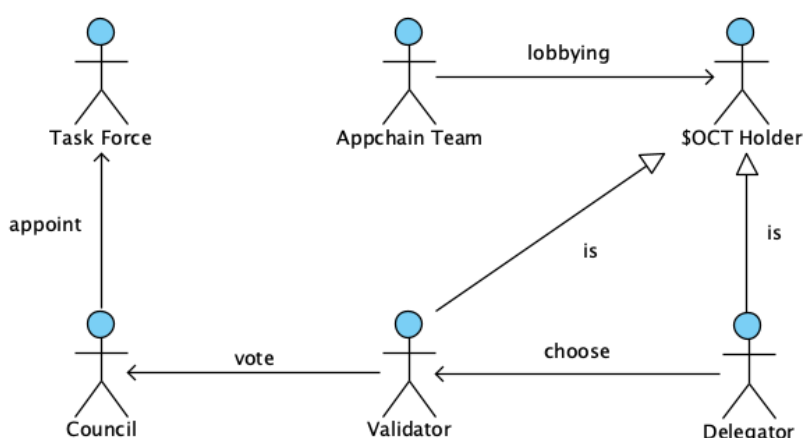 lobbying
Task Force
Appchain Team
$OCT Holder
appoint
is
is
vote
choose
Council
Validator
Delegator